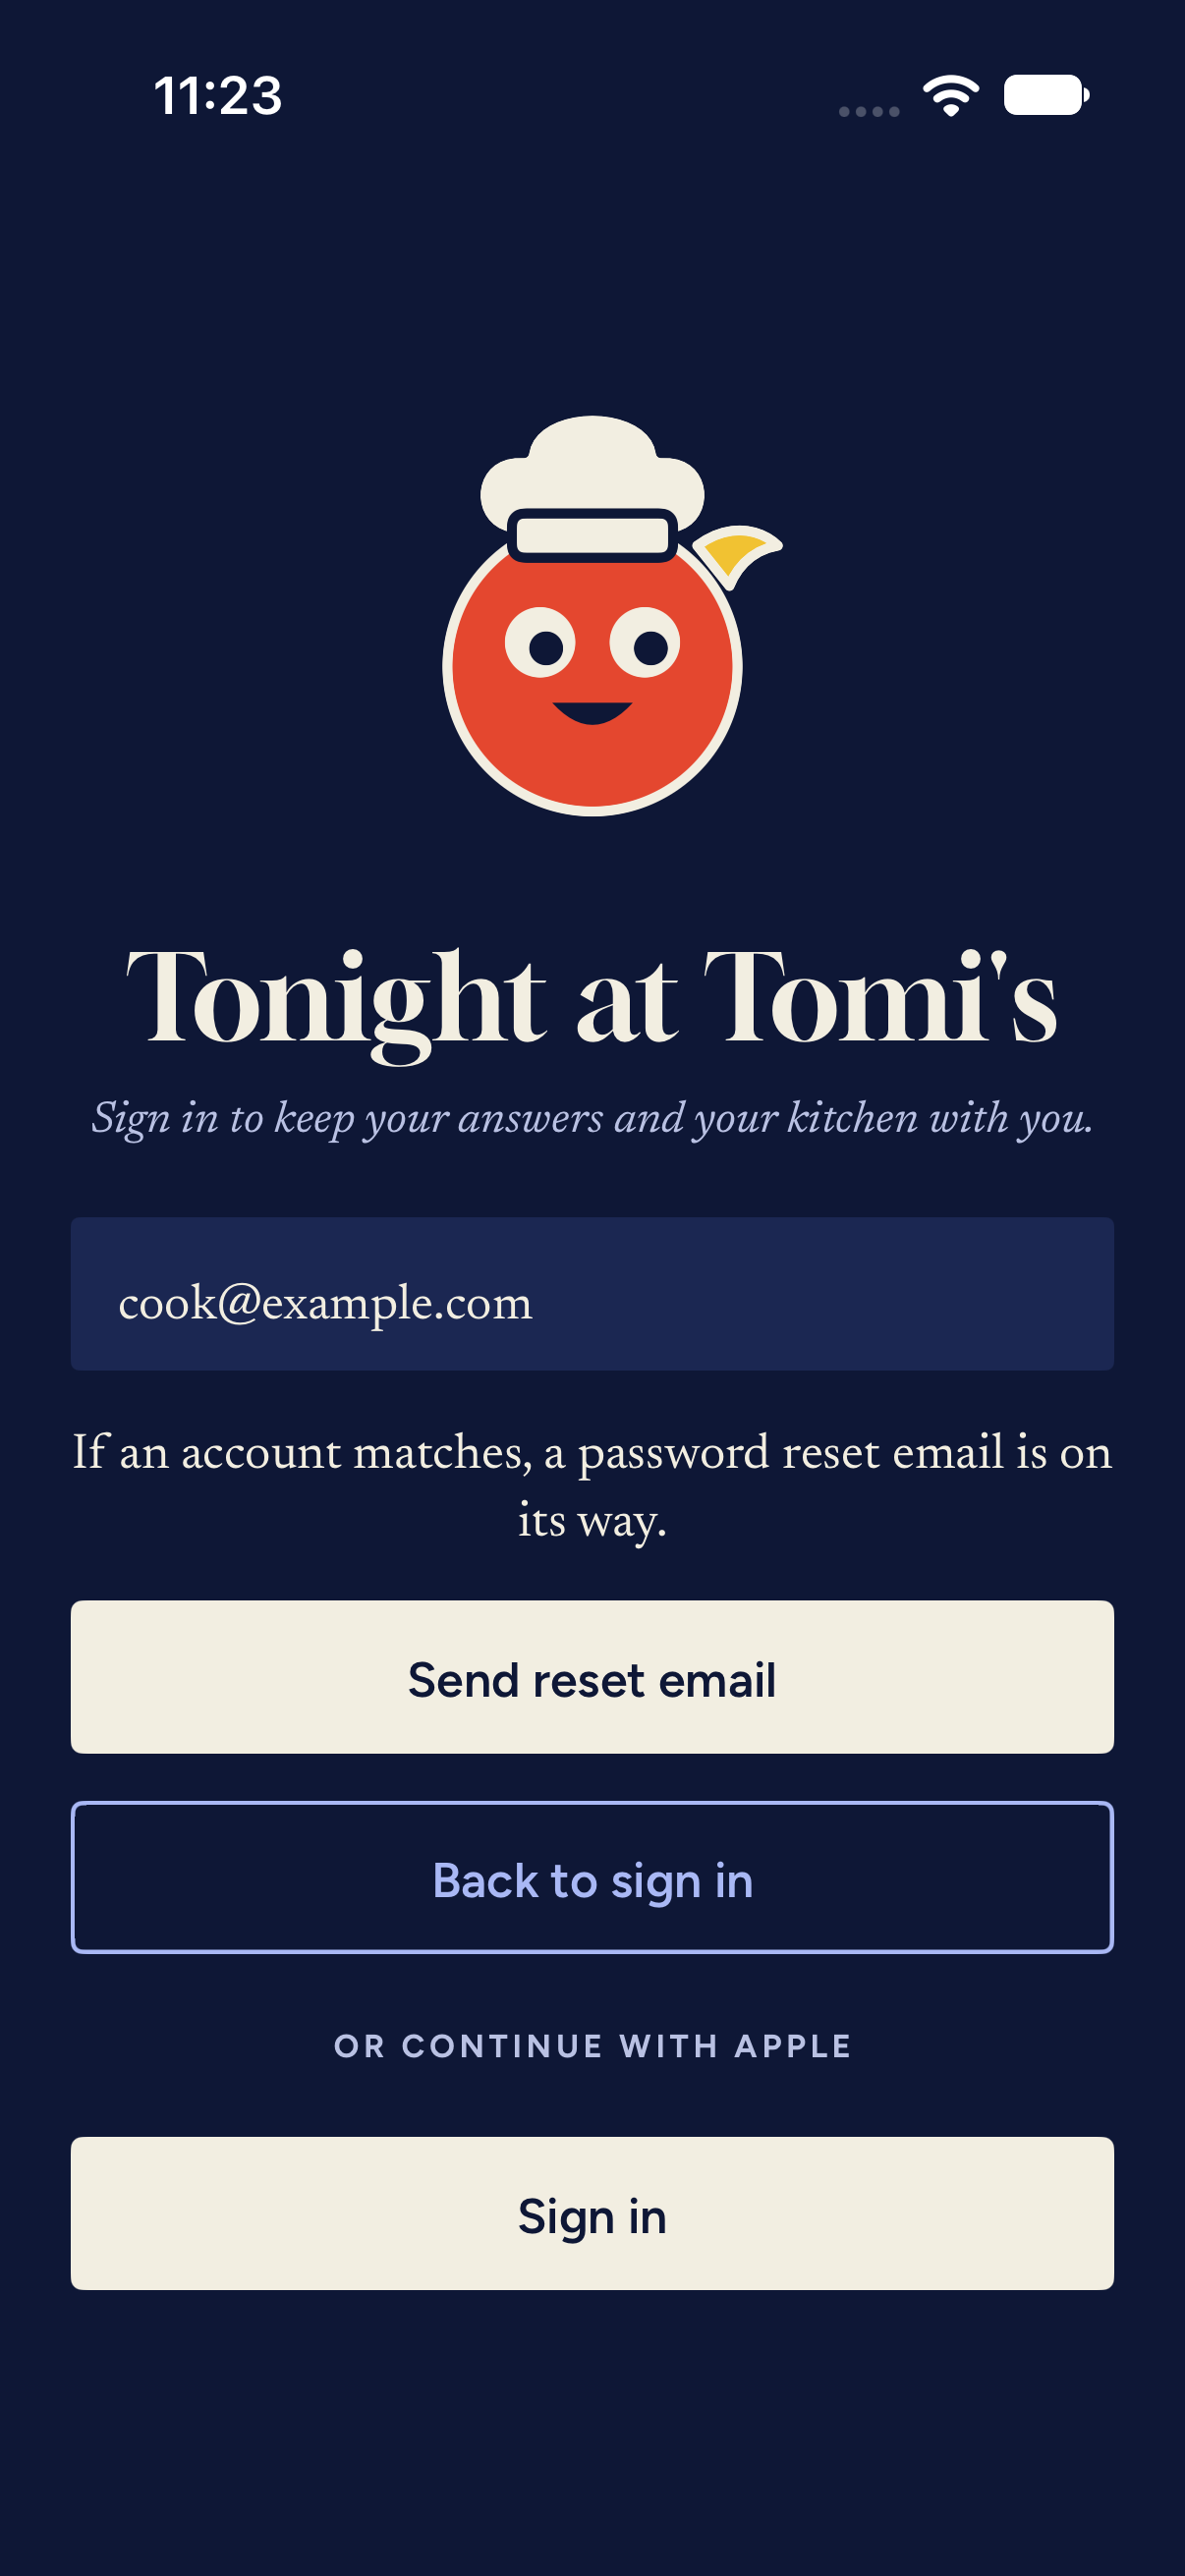 11:23
Tonight at Tomi's
Sign in to keep your answers and your kitchen with you.
cook@example.com
If an account matches, a password reset email is on
its way.
Send reset email
Back to sign in
OR CONTINUE WITH APPLE
Sign in